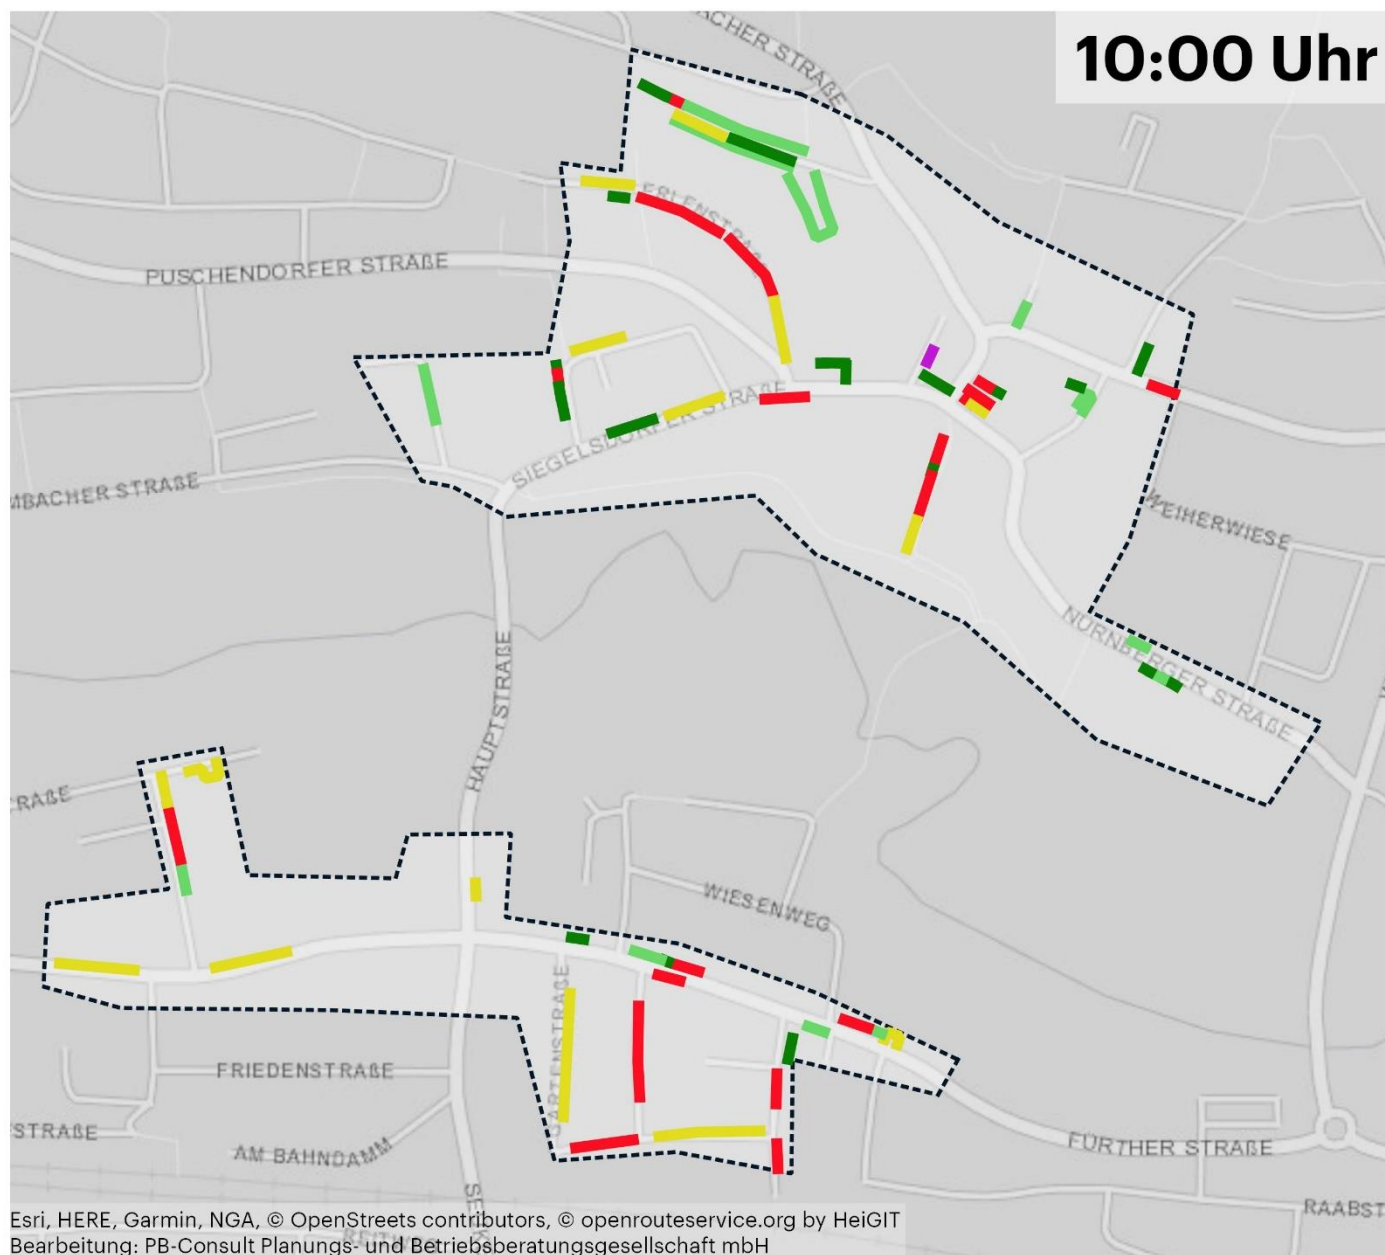 10:00 Uhr
ACHER STRAßE
ERLENSTRAßE
PUSCHENDORFER STRAßE
SIEGELSDORFER STRAßE
MBACHER STRAßE
WEIHERWIESE
NÜRNBERGER STRAßE
HAUPTSTRAßE
RAßE
WIESENWEG
GARTENSTRAßE
FRIEDENSTRAßE
STRAßE
AM BAHNDAMM
FÜRTHER STRAßE
RAABST
REITWEG
Esri, HERE, Garmin, NGA, © OpenStreets contributors, © openrouteservice.org by HeiGIT
Bearbeitung: PB-Consult Planungs- und Betriebsberatungsgesellschaft mbH